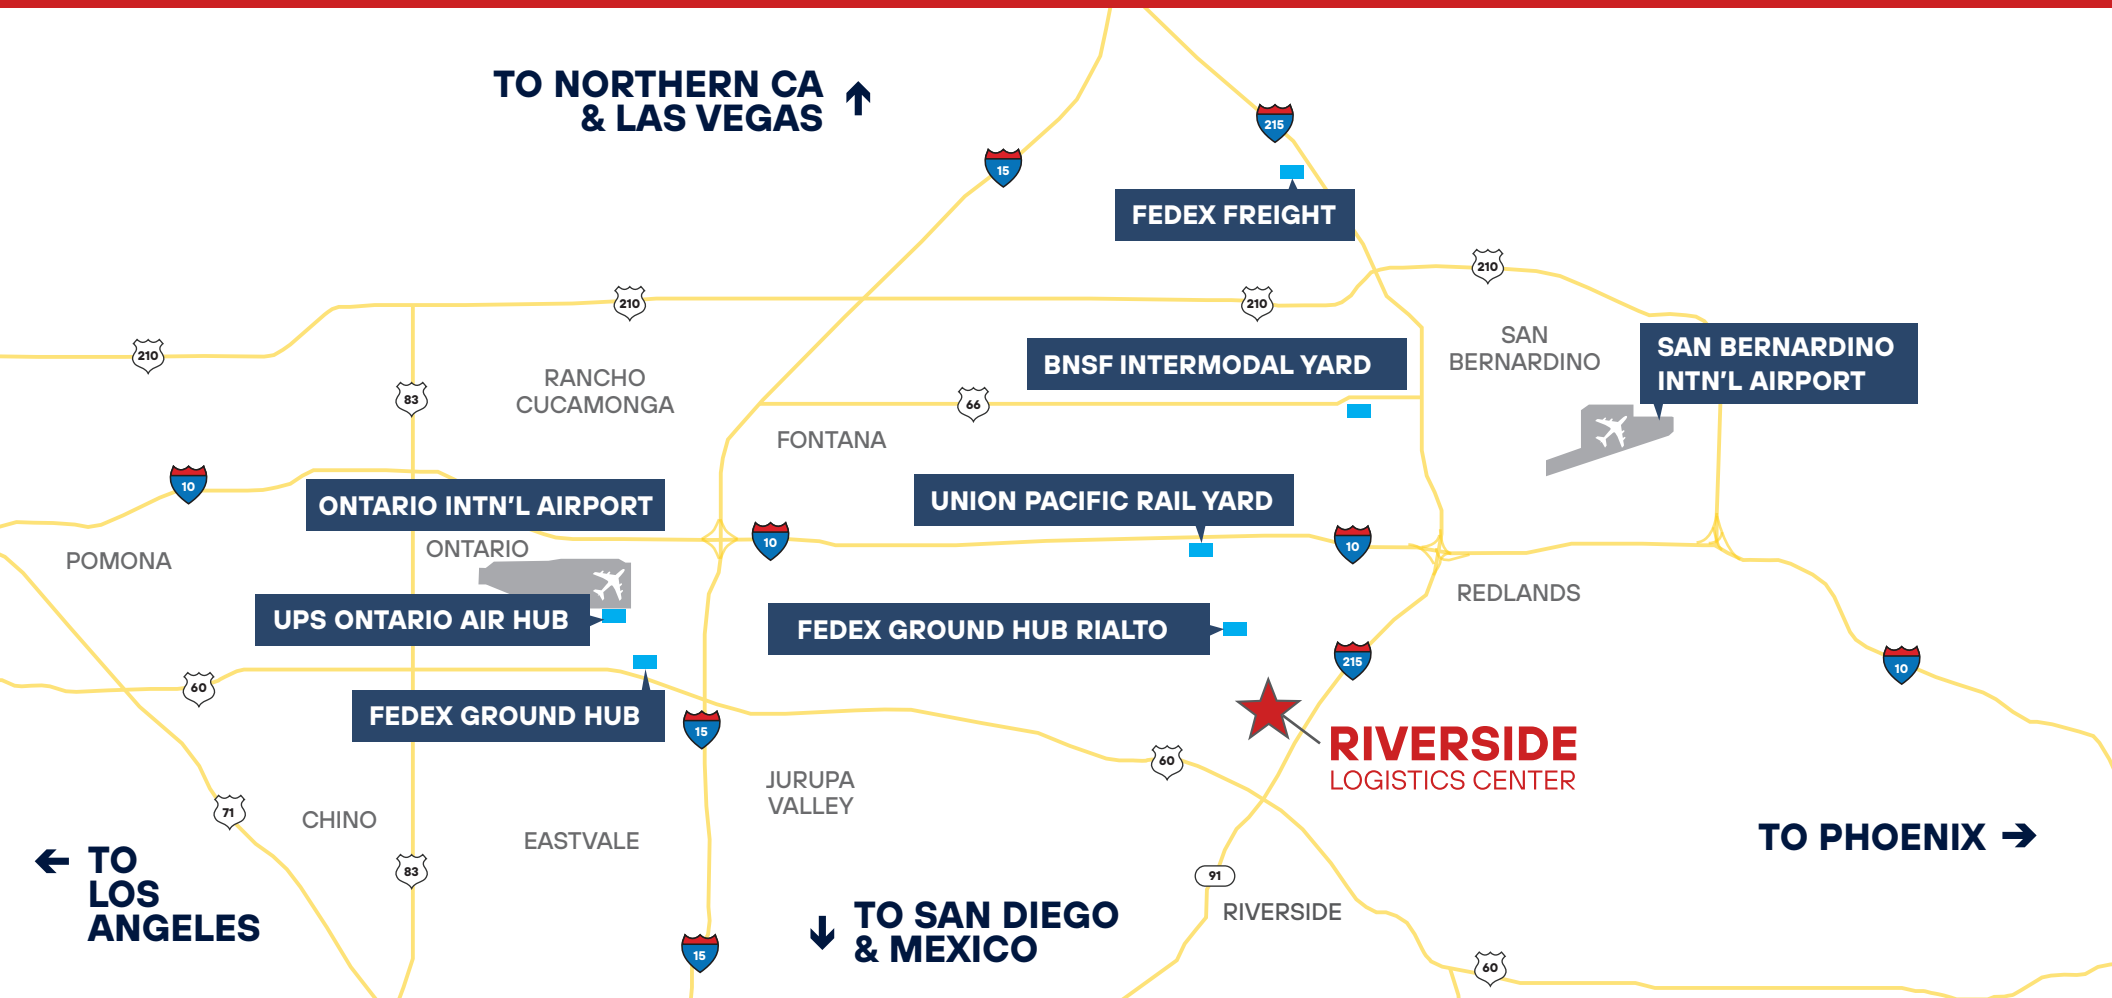 TO NORTHERN CA
& LAS VEGAS
215
15
FEDEX FREIGHT
210
210
210
210
SAN
BERNARDINO
SAN BERNARDINO
INTN'L AIRPORT
BNSF INTERMODAL YARD
RANCHO
CUCAMONGA
83
66
FONTANA
10
ONTARIO INTN'L AIRPORT
UNION PACIFIC RAIL YARD
10
10
ONTARIO
POMONA
REDLANDS
UPS ONTARIO AIR HUB
FEDEX GROUND HUB RIALTO
215
10
60
FEDEX GROUND HUB
15
RIVERSIDE
LOGISTICS CENTER
60
JURUPA
VALLEY
71
CHINO
EASTVALE
TO PHOENIX
TO
LOS
ANGELES
83
91
RIVERSIDE
TO SAN DIEGO
& MEXICO
15
60